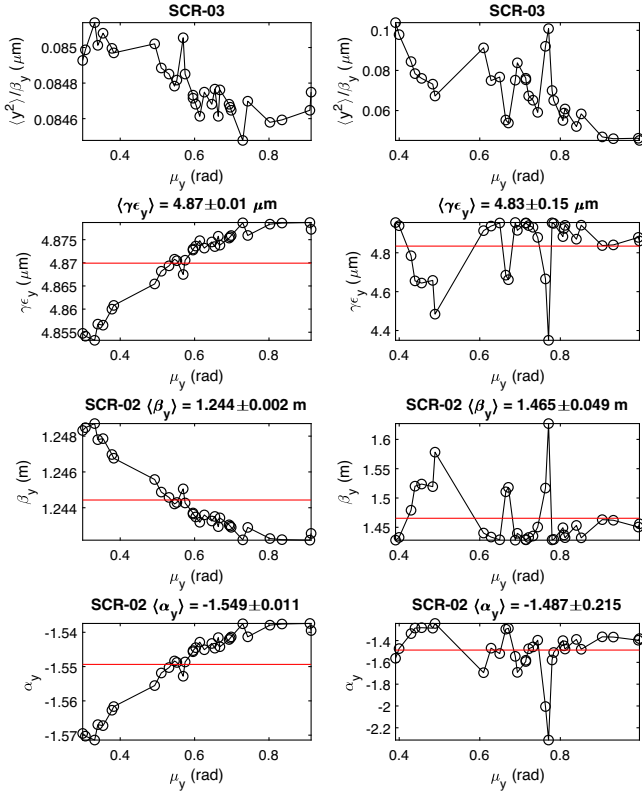 SCR-03
⟨y²⟩/β_y (μm)
0.085
0.0848
0.0846
0.4 0.6 0.8
μ_y (rad)
SCR-03
⟨y²⟩/β_y (μm)
0.1
0.08
0.06
0.4 0.6 0.8
μ_y (rad)
⟨γϵ_y⟩ = 4.87±0.01 μm
γϵ_y (μm)
4.875
4.87
4.865
4.86
4.855
0.4 0.6 0.8
μ_y (rad)
⟨γϵ_y⟩ = 4.83±0.15 μm
γϵ_y (μm)
4.8
4.6
4.4
0.4 0.6 0.8
μ_y (rad)
SCR-02 ⟨β_y⟩ = 1.244±0.002 m
β_y (m)
1.248
1.246
1.244
0.4 0.6 0.8
μ_y (rad)
SCR-02 ⟨β_y⟩ = 1.465±0.049 m
β_y (m)
1.6
1.55
1.5
1.45
0.4 0.6 0.8
μ_y (rad)
SCR-02 ⟨α_y⟩ = -1.549±0.011
α_y
-1.54
-1.55
-1.56
-1.57
0.4 0.6 0.8
μ_y (rad)
SCR-02 ⟨α_y⟩ = -1.487±0.215
α_y
-1.4
-1.6
-1.8
-2
-2.2
0.4 0.6 0.8
μ_y (rad)